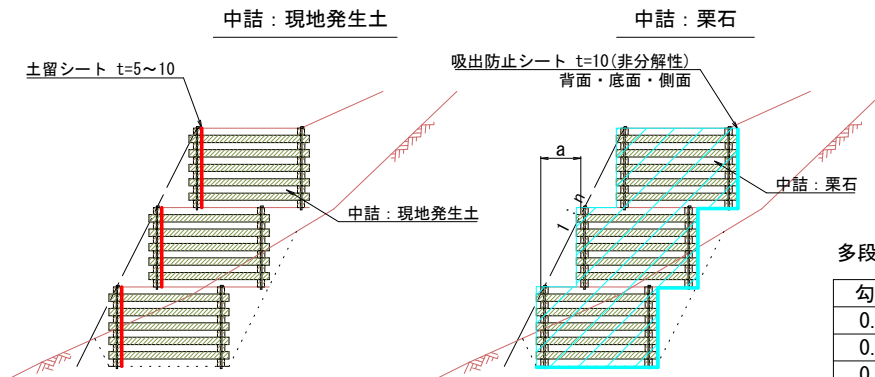 中詰：現地発生土
土留シート t=5～10
中詰：現地発生土
中詰：栗石
吸出防止シート t=10(非分解性)
背面・底面・側面
a
1:n
中詰：栗石
多段
勾
0.
0.
0.